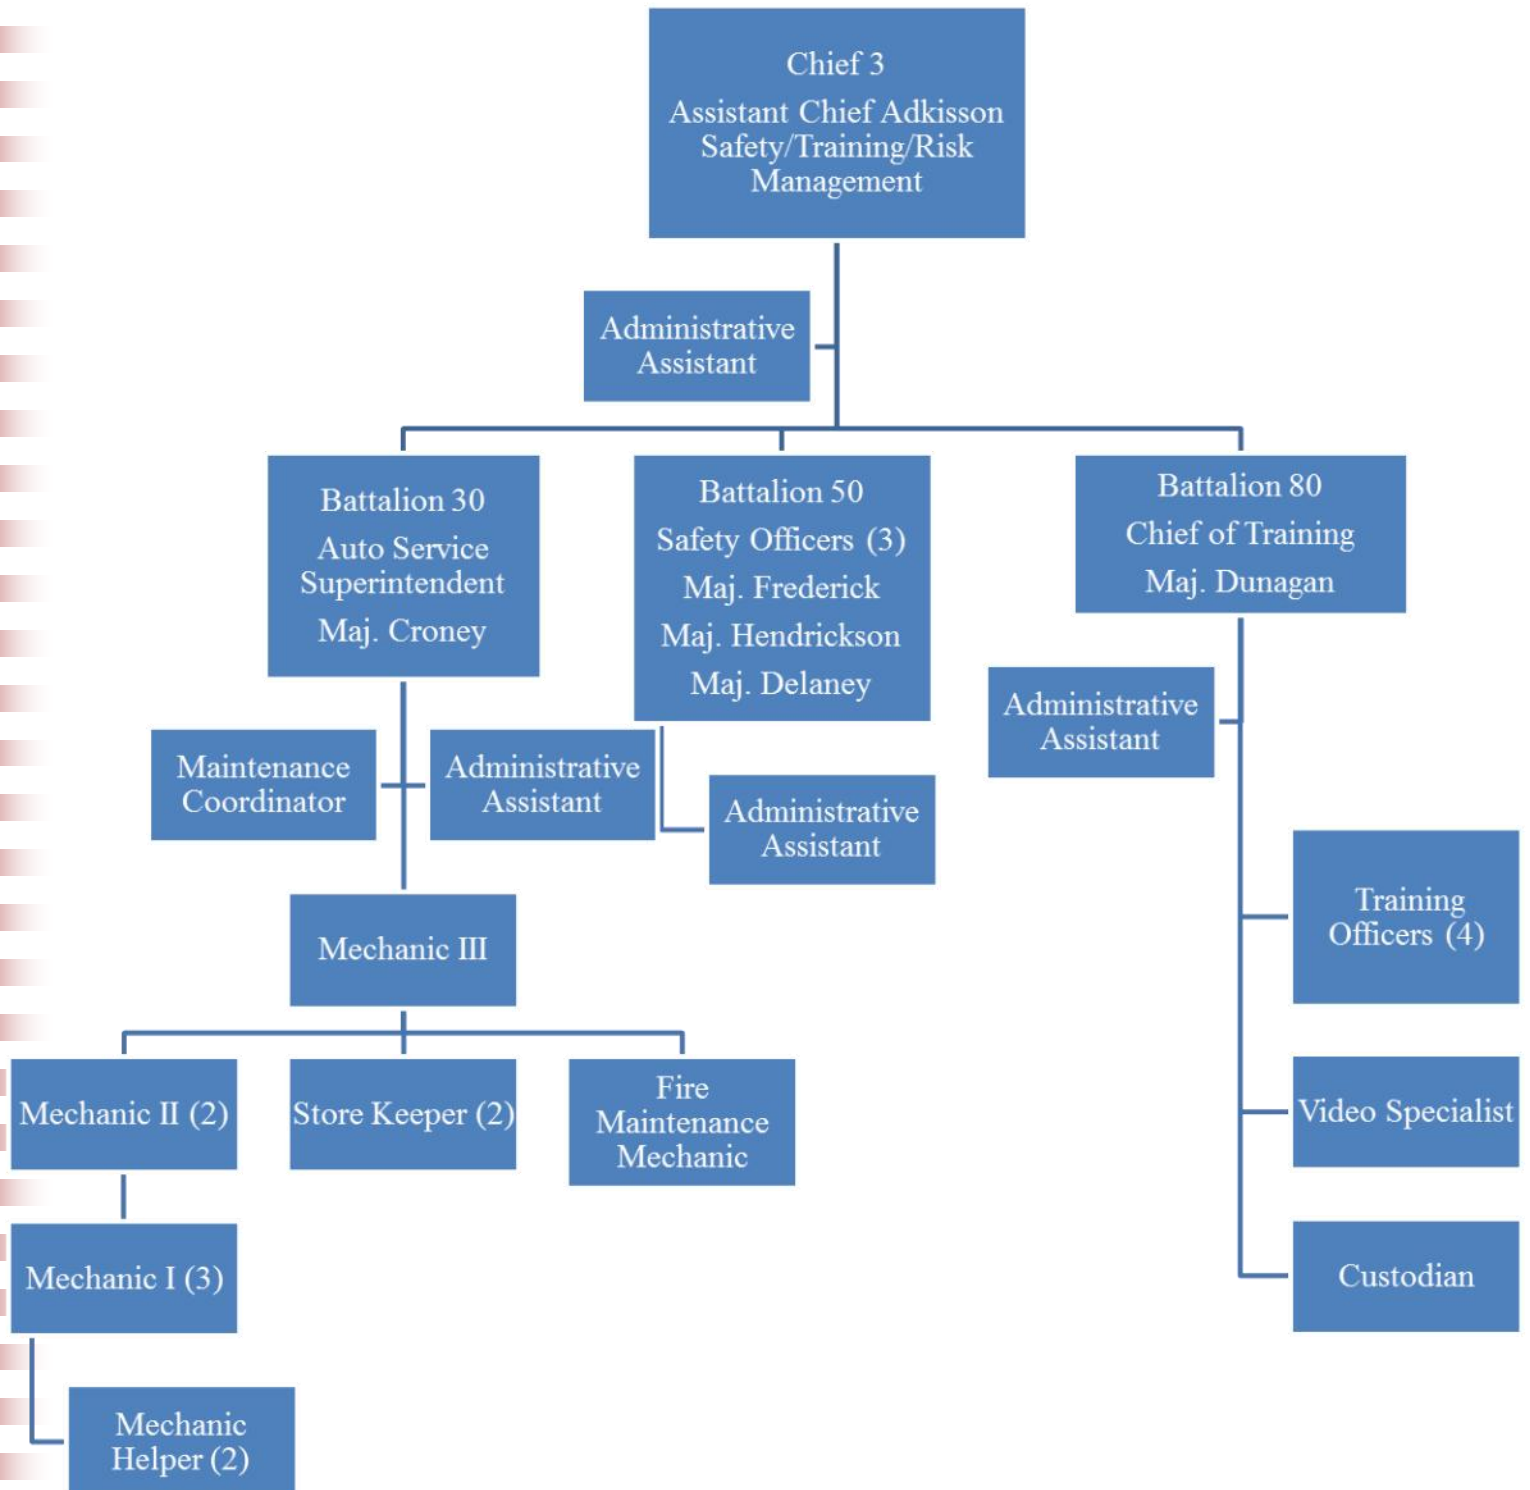 Chief 3
Assistant Chief Adkisson
Safety/Training/Risk
Management
Administrative
Assistant
Battalion 30
Auto Service
Superintendent
Maj. Croney
Battalion 50
Safety Officers (3)
Maj. Frederick
Maj. Hendrickson
Maj. Delaney
Battalion 80
Chief of Training
Maj. Dunagan
Maintenance
Coordinator
Administrative
Assistant
Administrative
Assistant
Administrative
Assistant
Mechanic III
Mechanic II (2)
Store Keeper (2)
Fire
Maintenance
Mechanic
Mechanic I (3)
Mechanic
Helper (2)
Training
Officers (4)
Video Specialist
Custodian